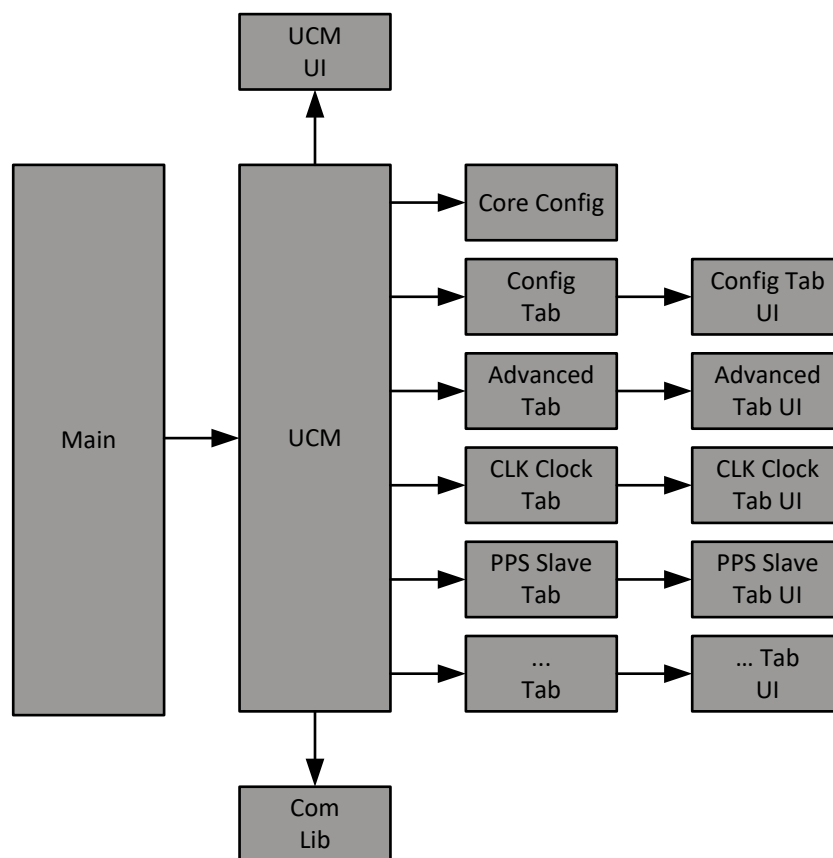 UCM
UI
Main
UCM
Core Config
Config
Tab
Config Tab
UI
Advanced
Tab
Advanced
Tab UI
CLK Clock
Tab
CLK Clock
Tab UI
PPS Slave
Tab
PPS Slave
Tab UI
...
Tab
... Tab
UI
Com
Lib